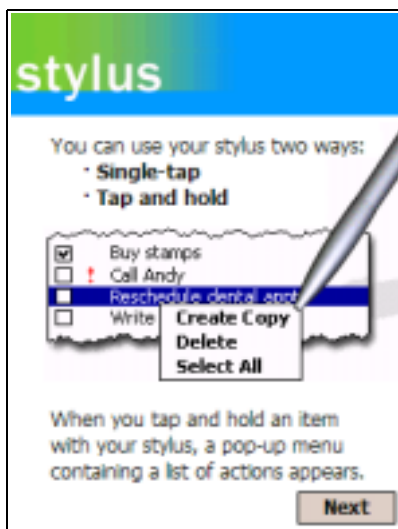 stylus
You can use your stylus two ways:
· Single-tap
· Tap and hold
Buy stamps
! Call Andy
Reschedule dental appt
Write
Create Copy
Delete
Select All
When you tap and hold an item
with your stylus, a pop-up menu
containing a list of actions appears.
Next